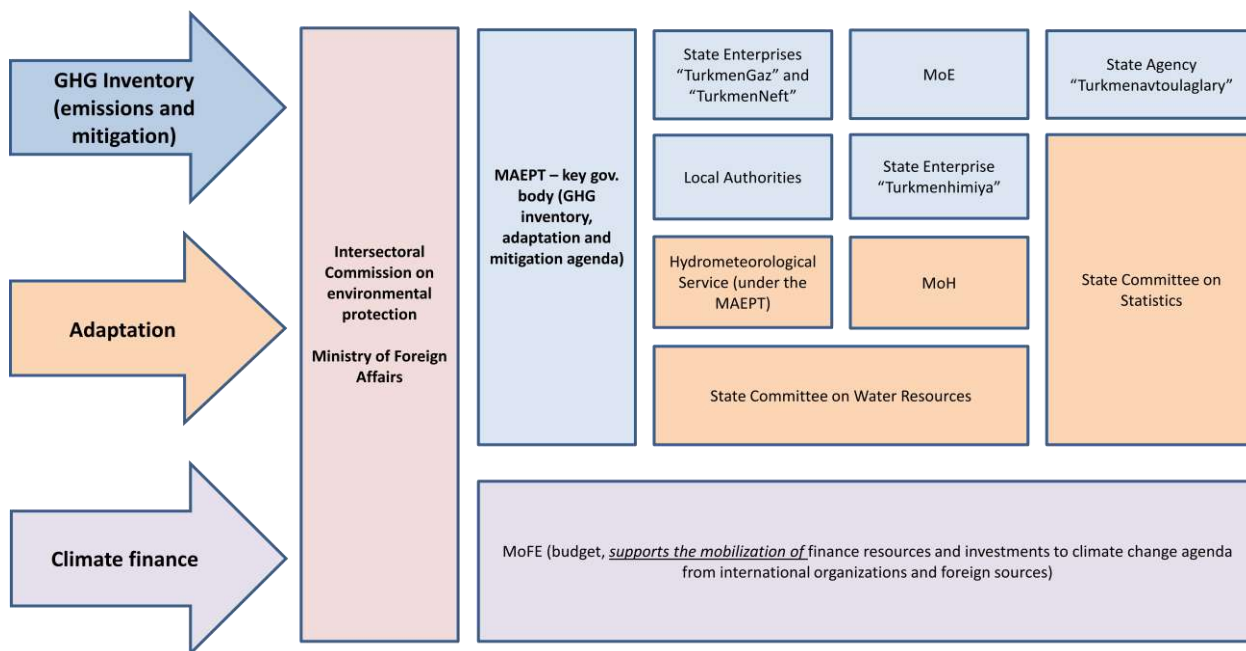 GHG Inventory
(emissions and
mitigation)
Adaptation
Climate finance
Intersectoral
Commission on
environmental
protection
Ministry of Foreign
Affairs
MAEPT – key gov.
body (GHG
inventory,
adaptation and
mitigation agenda)
State Enterprises
“TurkmenGaz” and
“TurkmenNeft”
MoE
State Agency
“Turkmenavtoulaglary”
Local Authorities
State Enterprise
“Turkmenhimiya”
Hydrometeorological
Service (under the
MAEPT)
MoH
State Committee on
Statistics
State Committee on Water Resources
MoFE (budget, supports the mobilization of finance resources and investments to climate change agenda
from international organizations and foreign sources)